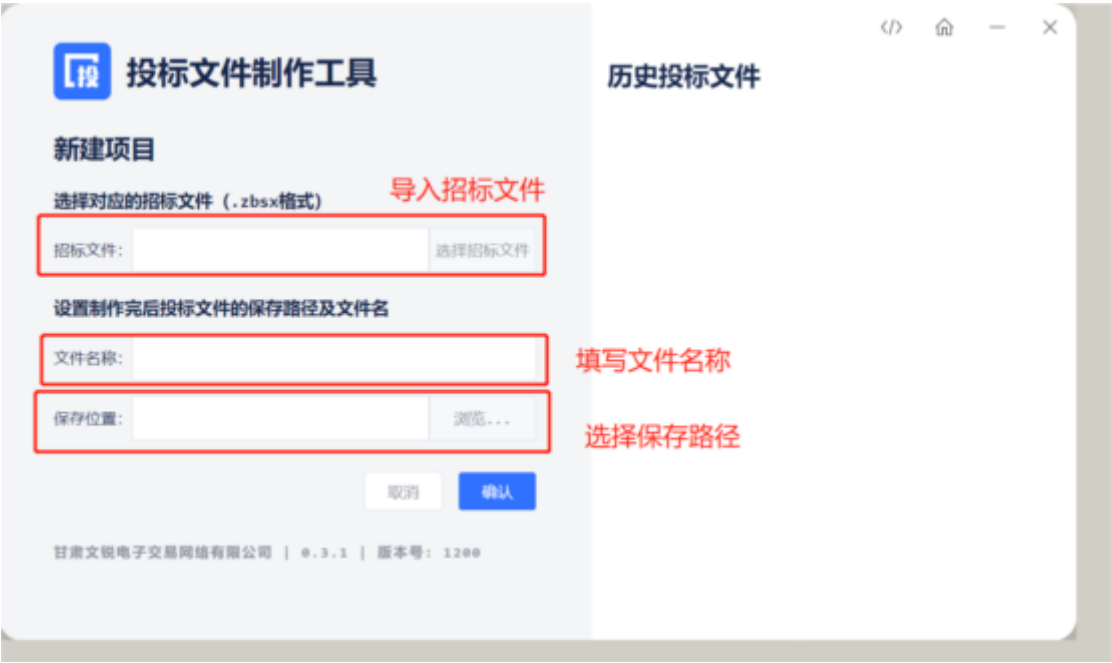 投标文件制作工具
新建项目
选择对应的招标文件（.zbsx格式）
导入招标文件
招标文件：
选择招标文件
设置制作完后投标文件的保存路径及文件名
文件名称：
填写文件名称
保存位置：
浏览...
选择保存路径
取消
确认
甘肃文锐电子交易网络有限公司 | 0.3.1 | 版本号: 1200
历史投标文件